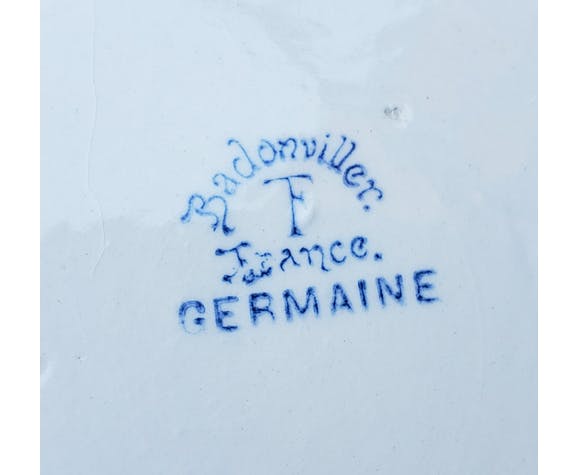 Badonviller.
F
France.
GERMAINE